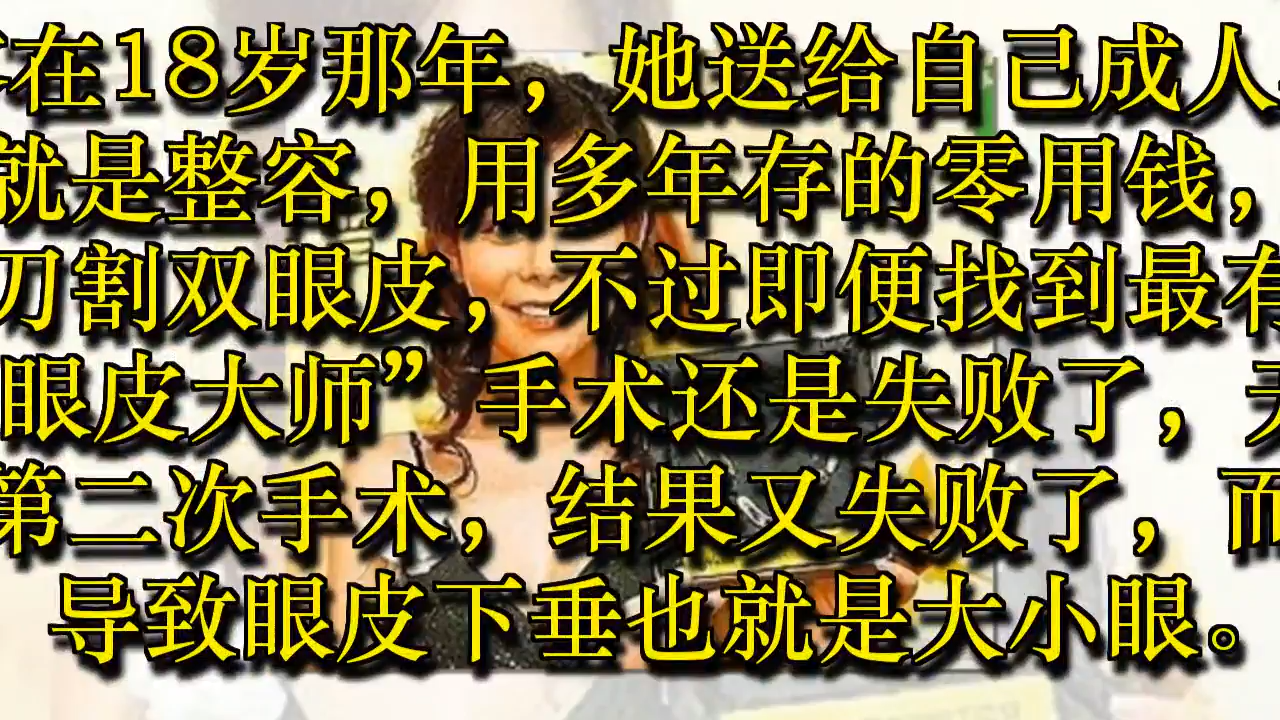 在18岁那年，她送给自己成人
就是整容，用多年存的零用钱，
刀割双眼皮，不过即便找到最有
眼皮大师”手术还是失败了，
第二次手术，结果又失败了，而
导致眼皮下垂也就是大小眼。